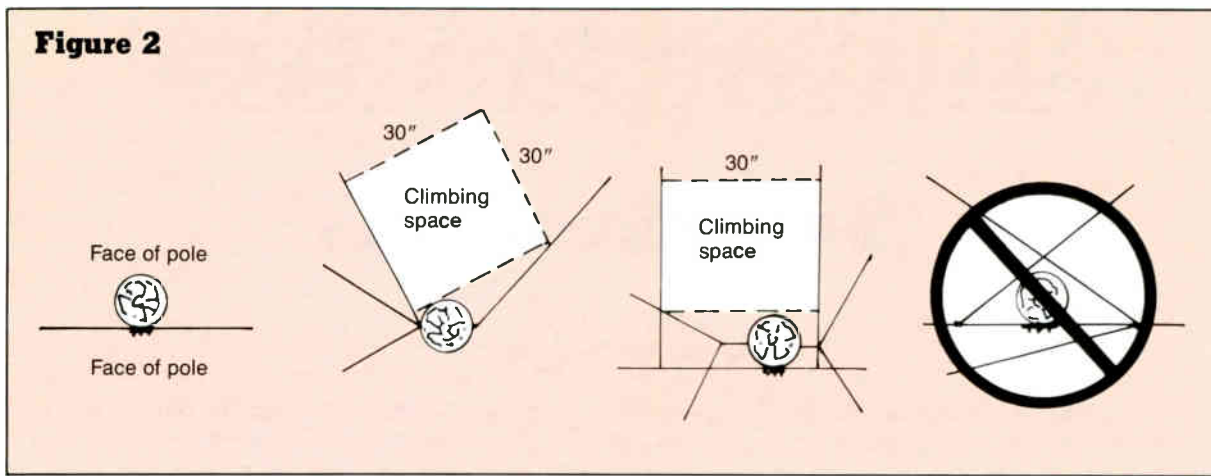 Figure 2
Face of pole
Face of pole
30"
30"
Climbing
space
30"
Climbing
space